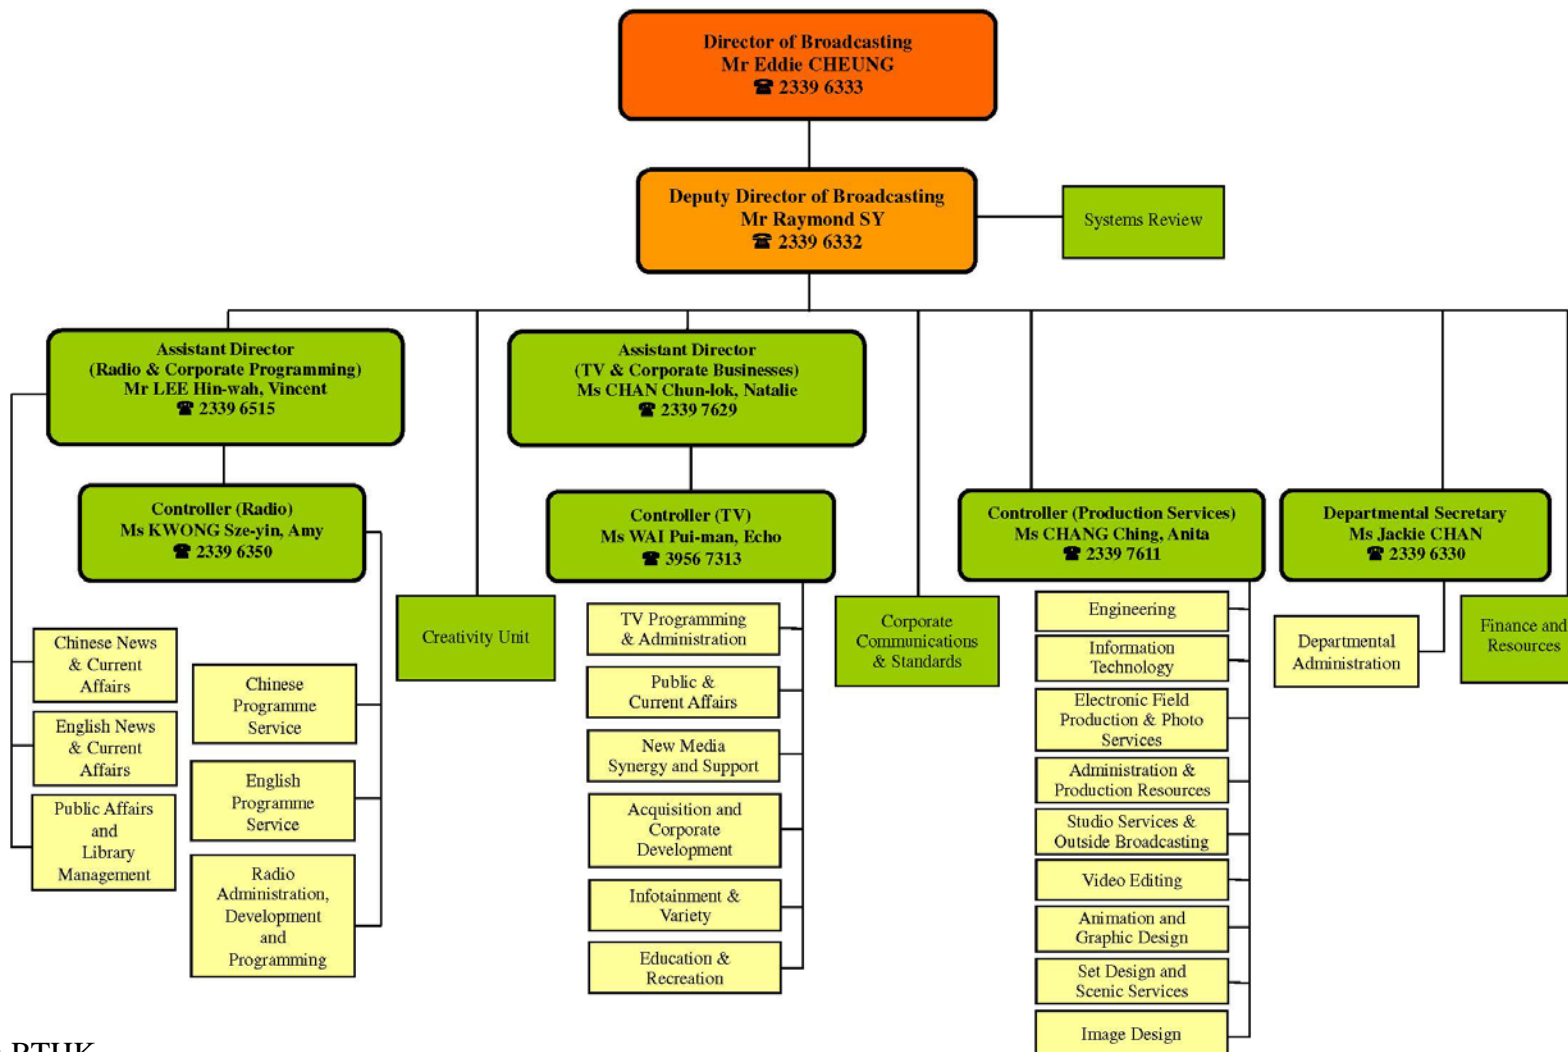 Director of Broadcasting
Mr Eddie CHEUNG
☎ 2339 6333
Deputy Director of Broadcasting
Mr Raymond SY
☎ 2339 6332
Systems Review
Assistant Director
(Radio & Corporate Programming)
Mr LEE Hin-wah, Vincent
☎ 2339 6515
Assistant Director
(TV & Corporate Businesses)
Ms CHAN Chun-lok, Natalie
☎ 2339 7629
Controller (Radio)
Ms KWONG Sze-yin, Amy
☎ 2339 6350
Controller (TV)
Ms WAI Pui-man, Echo
☎ 3956 7313
Controller (Production Services)
Ms CHANG Ching, Anita
☎ 2339 7611
Departmental Secretary
Ms Jackie CHAN
☎ 2339 6330
Chinese News
& Current
Affairs
English News
& Current
Affairs
Public Affairs
and
Library
Management
Chinese
Programme
Service
English
Programme
Service
Radio
Administration,
Development
and
Programming
Creativity Unit
TV Programming
& Administration
Public &
Current Affairs
New Media
Synergy and Support
Acquisition and
Corporate
Development
Infotainment &
Variety
Education &
Recreation
Corporate
Communications
& Standards
Engineering
Information
Technology
Electronic Field
Production & Photo
Services
Administration &
Production Resources
Studio Services &
Outside Broadcasting
Video Editing
Animation and
Graphic Design
Set Design and
Scenic Services
Image Design
Departmental
Administration
Finance and
Resources
RTHK